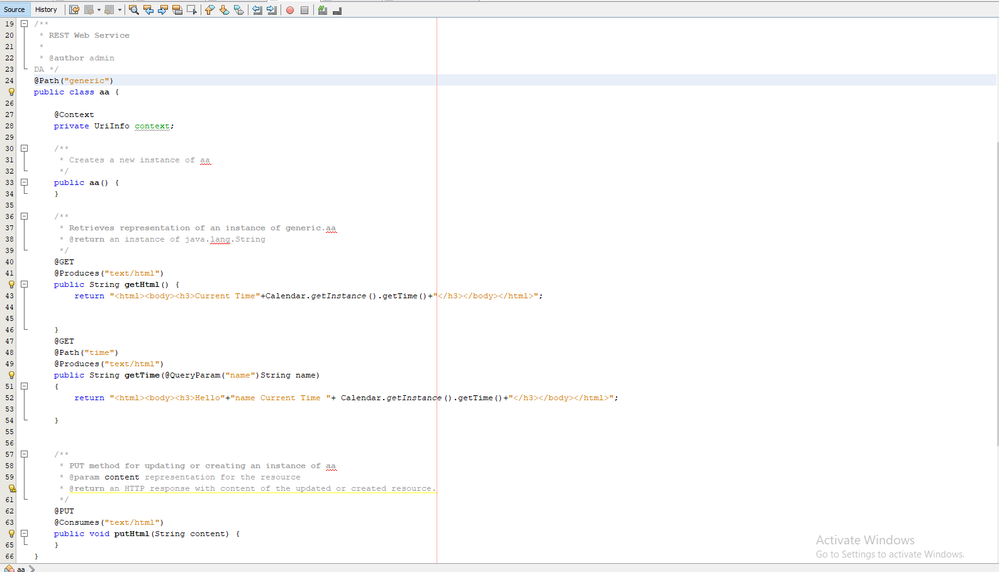 Source History
19 /**
20 * REST Web Service
21 *
22 * @author admin
23 DA */
24 @Path("generic")
public class aa {
26
27 @Context
28 private UriInfo context;
29
30 /**
31 * Creates a new instance of aa
32 */
33 public aa() {
34 }
35
36 /**
37 * Retrieves representation of an instance of generic.aa
38 * @return an instance of java.lang.String
39 */
40 @GET
41 @Produces("text/html")
public String getHtml() {
43 return "<html><body><h3>Current Time"+Calendar.getInstance().getTime()+"</h3></body></html>";
44
45
46 }
47 @GET
48 @Path("time")
49 @Produces("text/html")
public String getTime(@QueryParam("name")String name)
51 {
52 return "<html><body><h3>Hello"+"name Current Time "+ Calendar.getInstance().getTime()+"</h3></body></html>";
53
54 }
55
56
57 /**
58 * PUT method for updating or creating an instance of aa
59 * @param content representation for the resource
* @return an HTTP response with content of the updated or created resource.
61 */
62 @PUT
63 @Consumes("text/html")
public void putHtml(String content) {
65 }
66 }
Activate Windows
Go to Settings to activate Windows.
aa